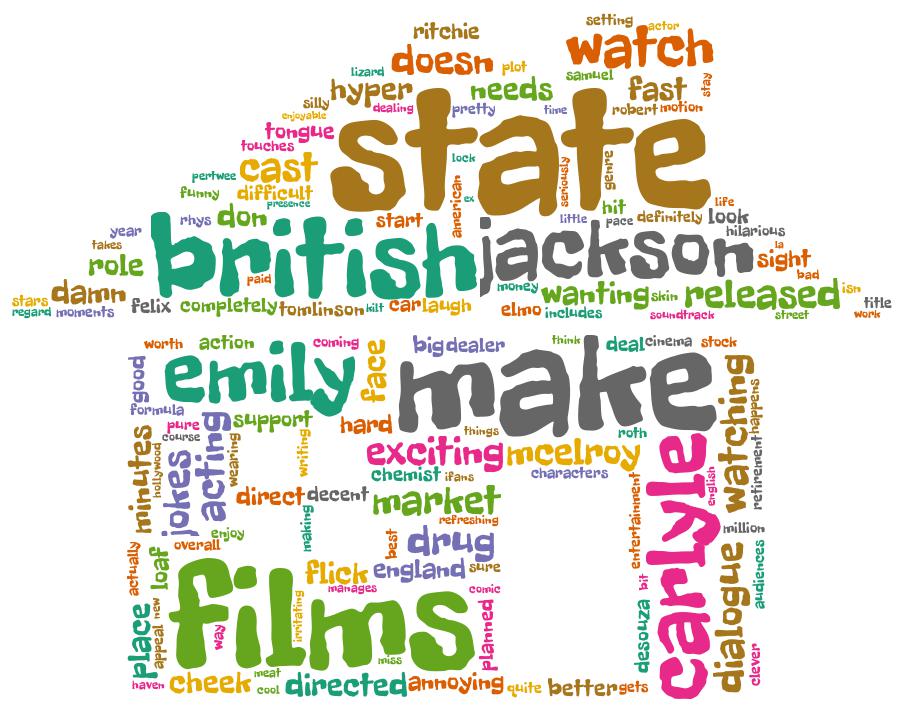 ritchie
setting
actor
doesn
watch
lizard
plot
samuel
stay
hyper
needs
fast
silly
dealing
pretty
time
robert
motion
enjoyable
state
tongue
touches
lock
seriously
genre
pertwee
cast
funny
difficult
presence
american
ex
hit
life
year
rhys
don
start
little
pace
definitely
look
hilarious
takes
british
jackson
la
sight
role
paid
bad
money
stars
damn
felix
completely
tomlinson
kilt
car
laugh
elmo
includes
wanting
skin
released
isn
title
regard
moments
soundtrack
street
work
worth
action
coming
face
big
dealer
think
deal
cinema
stock
good
emily
make
watching
happens
formula
support
hard
pure
course
things
roth
minutes
hollywood
jokes
acting
wearing
writing
exciting
mcelroy
carlyle
english
retirement
chemist
ifans
characters
direct
decent
market
making
refreshing
entertainment
million
enjoy
overall
best
drug
actually
loaf
flick
england
sure
dialogue
audiences
films
manages
comic
bit
place
appeal
new
way
irritating
planned
desouza
miss
clever
haven
cheek
meat
cool
directed
annoying
quite
better
gets